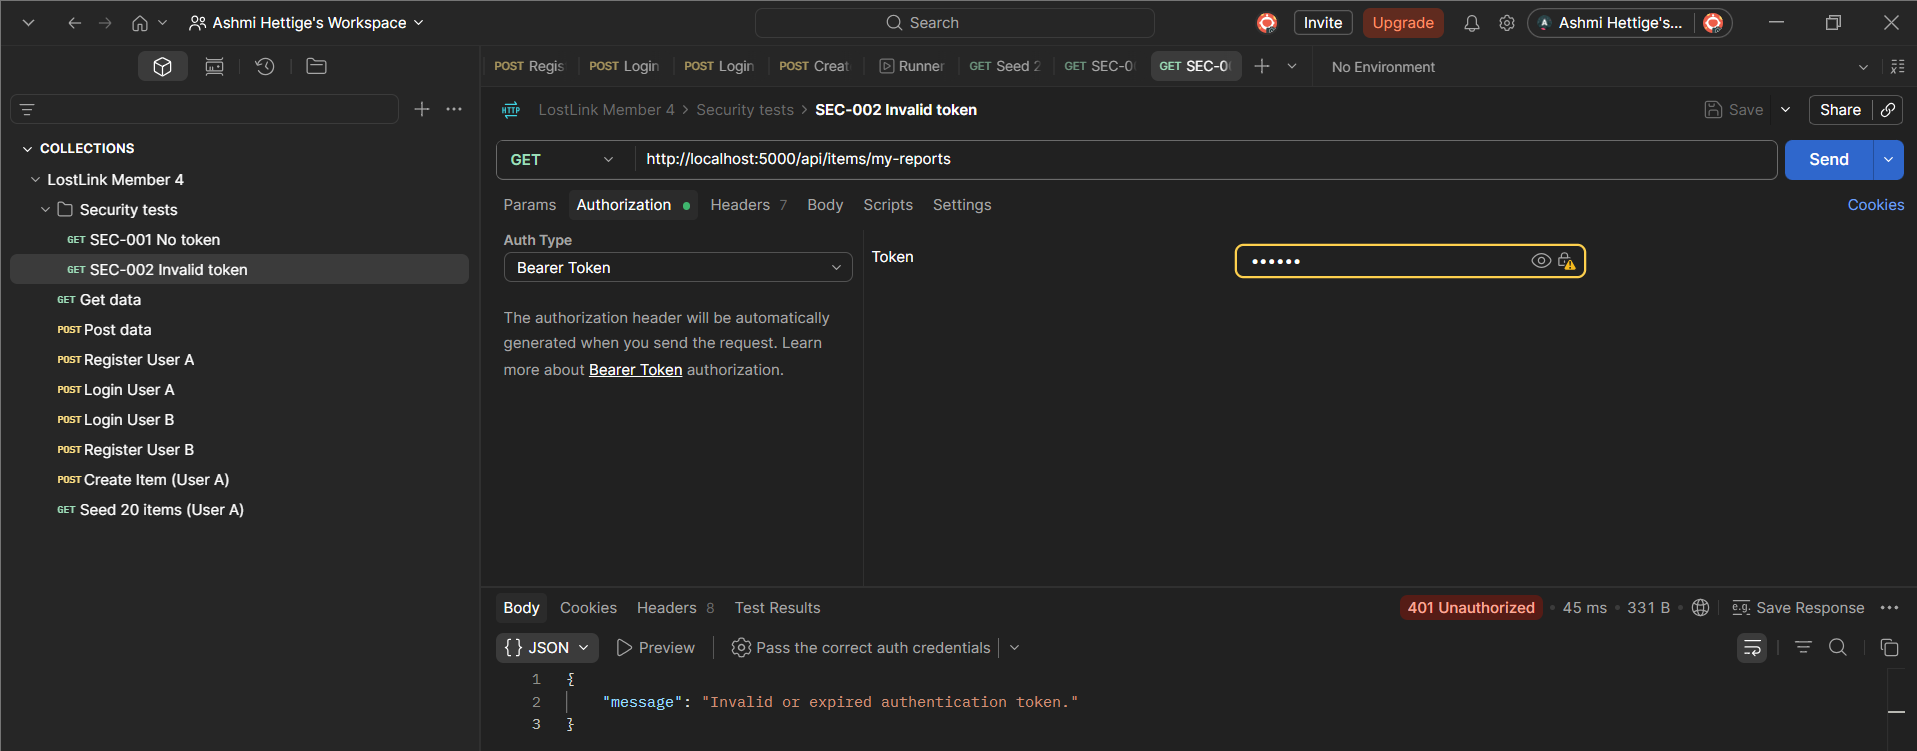 Ashmi Hettige's Workspace
Search
Invite
Upgrade
Ashmi Hettige's...
POST Regis
POST Login
POST Login
POST Creat
Runner
GET Seed 2
GET SEC-0
GET SEC-0
No Environment
HTTP
LostLink Member 4 > Security tests > SEC-002 Invalid token
Save
Share
COLLECTIONS
LostLink Member 4
Security tests
GET SEC-001 No token
GET SEC-002 Invalid token
GET Get data
POST Post data
POST Register User A
POST Login User A
POST Login User B
POST Register User B
POST Create Item (User A)
GET Seed 20 items (User A)
GET
http://localhost:5000/api/items/my-reports
Send
Params
Authorization
Headers 7
Body
Scripts
Settings
Cookies
Auth Type
Bearer Token
The authorization header will be automatically
generated when you send the request. Learn
more about Bearer Token authorization.
Token
••••••
Body
Cookies
Headers 8
Test Results
401 Unauthorized • 45 ms • 331 B
e.g. Save Response
{} JSON
Preview
Pass the correct auth credentials
1 {
2 "message": "Invalid or expired authentication token."
3 }